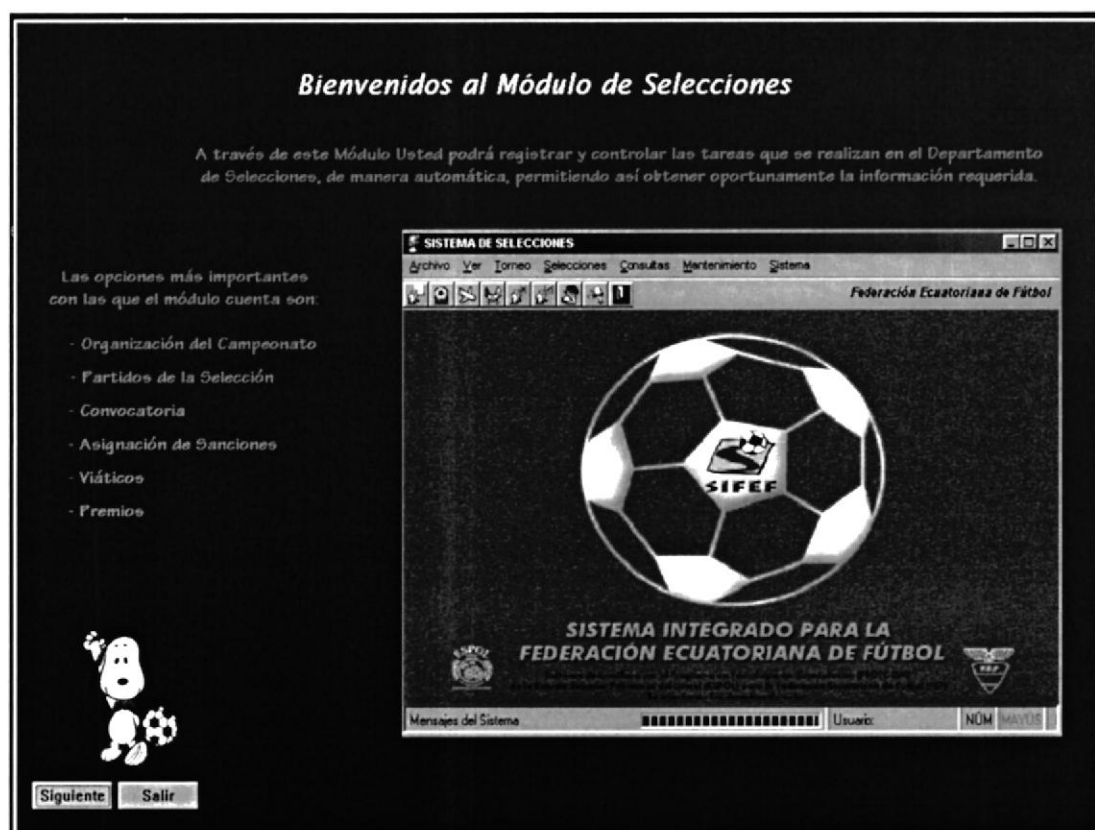 Bienvenidos al Módulo de Selecciones
A través de este Módulo Usted podrá registrar y controlar las tareas que se realizan en el Departamento
de Selecciones, de manera automática, permitiendo así obtener oportunamente la información requerida.
Las opciones más importantes
con las que el módulo cuenta son:
- Organización del Campeonato
- Partidos de la Selección
- Convocatoria
- Asignación de Sanciones
- Viáticos
- Premios
SISTEMA DE SELECCIONES
Archivo Ver Torneo Selecciones Consultas Mantenimiento Sistema
Federación Ecuatoriana de Fútbol
SIFEF
SISTEMA INTEGRADO PARA LA
FEDERACIÓN ECUATORIANA DE FÚTBOL
ESPOL
FEF
Mensajes del Sistema
Usuario:
NÚM
MAYÚS
Siguiente
Salir